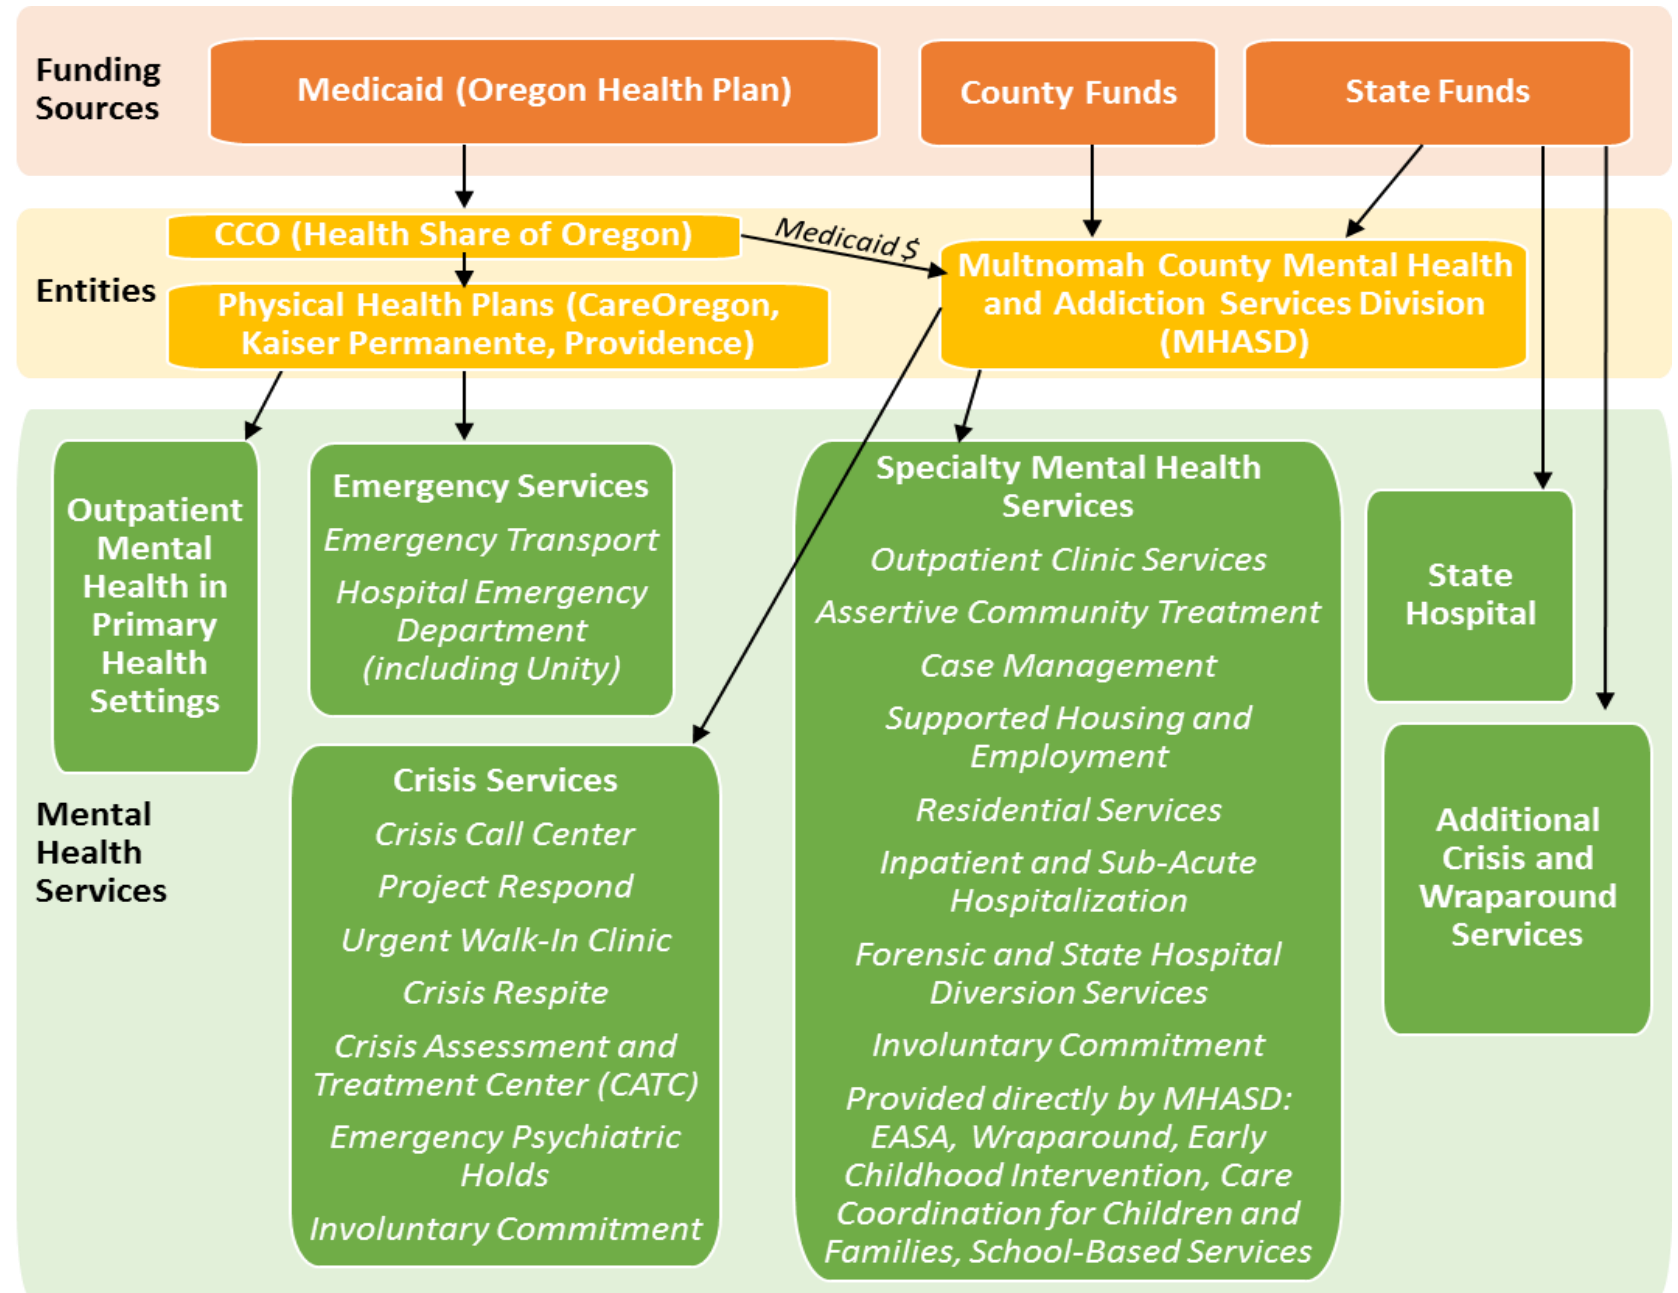 Funding
Sources
Medicaid (Oregon Health Plan)
County Funds
State Funds
Entities
CCO (Health Share of Oregon)
Medicaid $
Physical Health Plans (CareOregon,
Kaiser Permanente, Providence)
Multnomah County Mental Health
and Addiction Services Division
(MHASD)
Mental
Health
Services
Outpatient
Mental
Health in
Primary
Health
Settings
Emergency Services
Emergency Transport
Hospital Emergency
Department
(including Unity)
Crisis Services
Crisis Call Center
Project Respond
Urgent Walk-In Clinic
Crisis Respite
Crisis Assessment and
Treatment Center (CATC)
Emergency Psychiatric
Holds
Involuntary Commitment
Specialty Mental Health
Services
Outpatient Clinic Services
Assertive Community Treatment
Case Management
Supported Housing and
Employment
Residential Services
Inpatient and Sub-Acute
Hospitalization
Forensic and State Hospital
Diversion Services
Involuntary Commitment
Provided directly by MHASD:
EASA, Wraparound, Early
Childhood Intervention, Care
Coordination for Children and
Families, School-Based Services
State
Hospital
Additional
Crisis and
Wraparound
Services